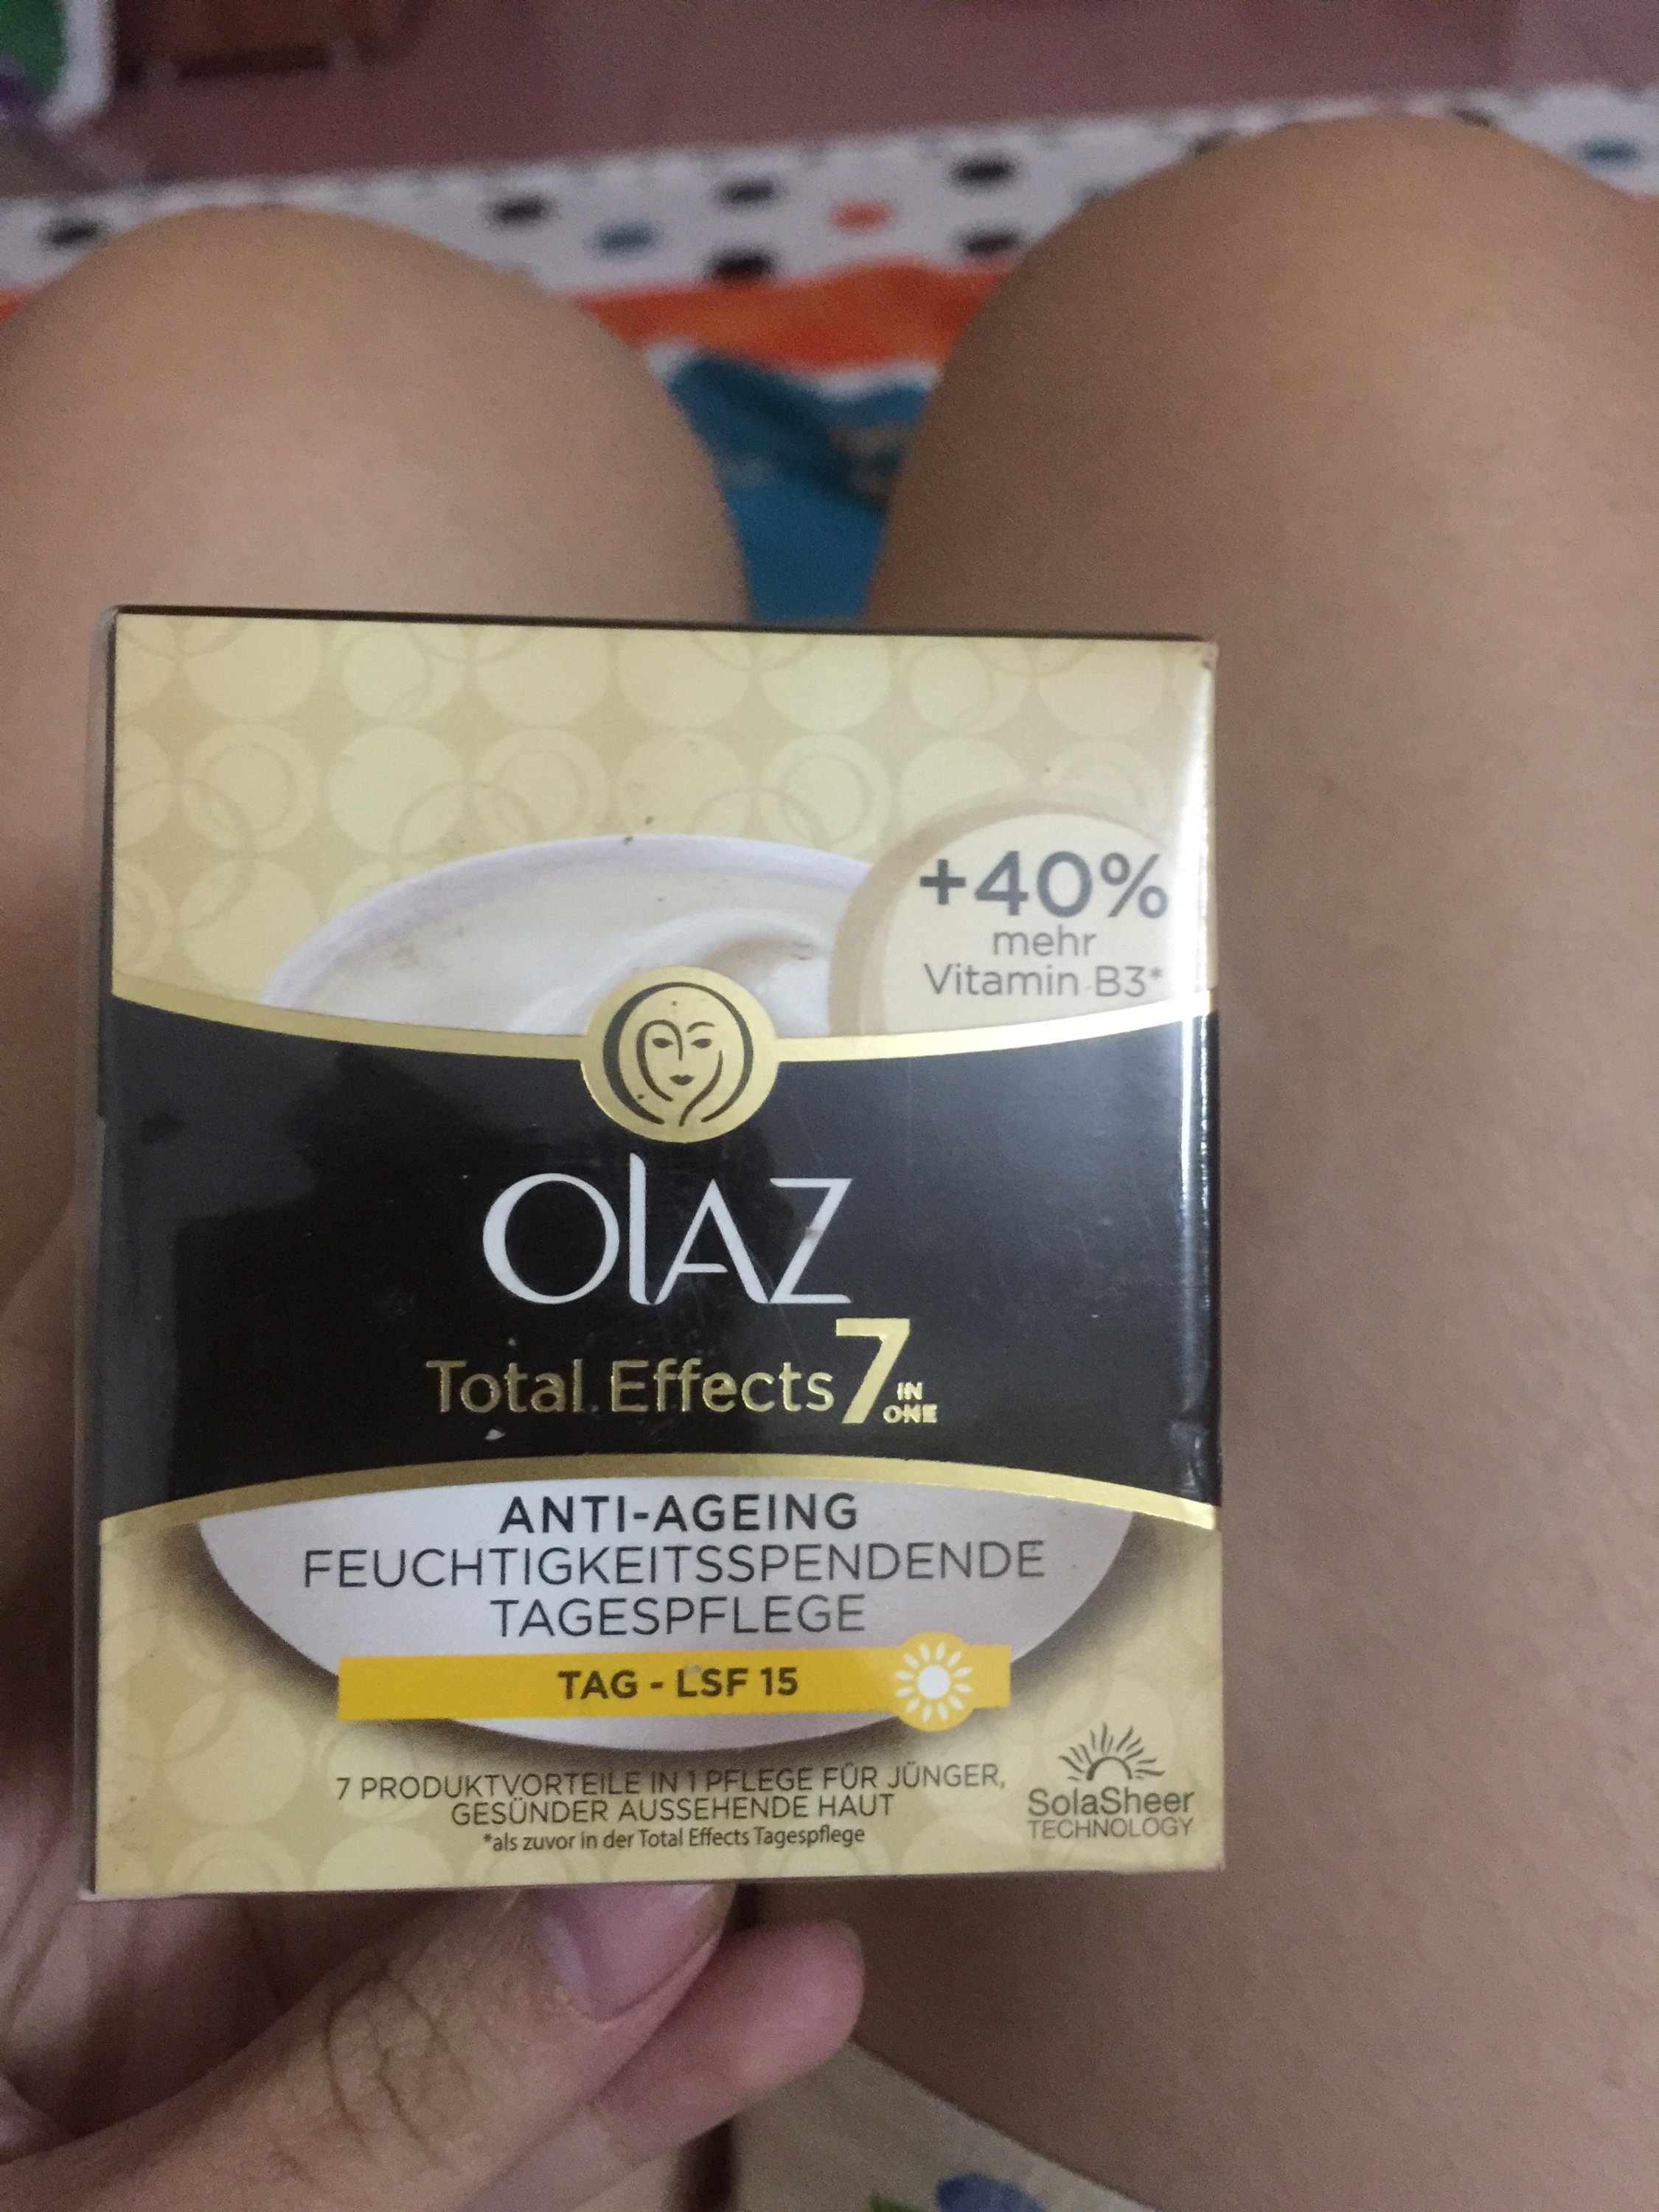 +40%
mehr
Vitamin B3*
OLAZ
Total Effects 7 IN ONE
ANTI-AGEING
FEUCHTIGKEITSSPENDENDE
TAGESPFLEGE
TAG - LSF 15
7 PRODUKTVORTEILE IN 1 PFLEGE FÜR JÜNGER,
GESÜNDER AUSSEHENDE HAUT
*als zuvor in der Total Effects Tagespflege
SolaSheer
TECHNOLOGY